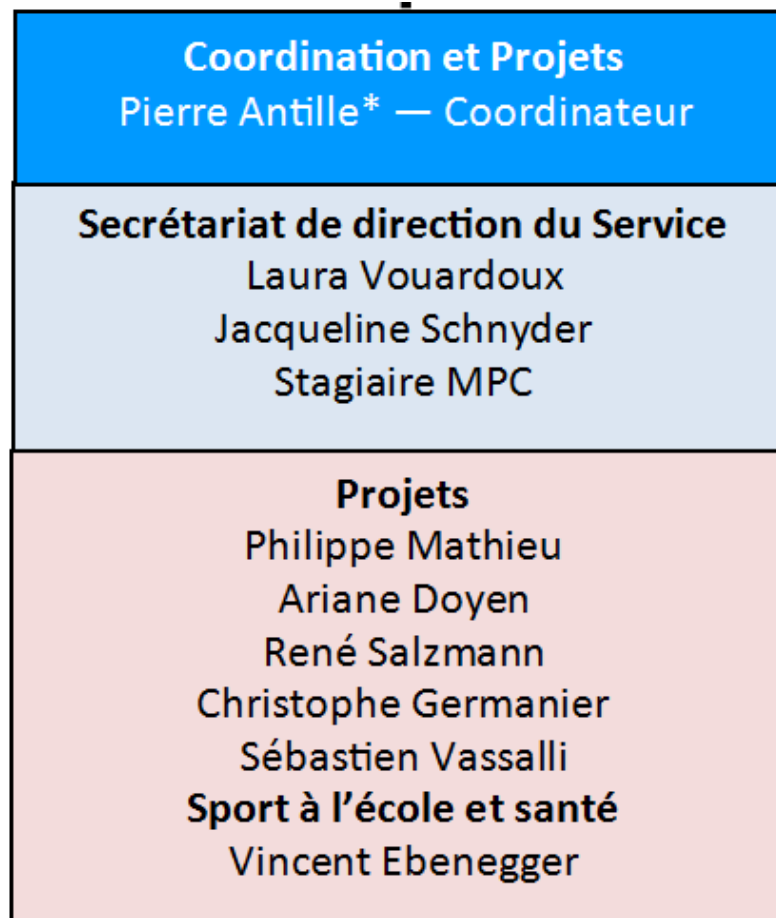 Coordination et Projets
Pierre Antille* — Coordinateur
Secrétariat de direction du Service
Laura Vouardoux
Jacqueline Schnyder
Stagiaire MPC
Projets
Philippe Mathieu
Ariane Doyen
René Salzmann
Christophe Germanier
Sébastien Vassalli
Sport à l’école et santé
Vincent Ebenegger